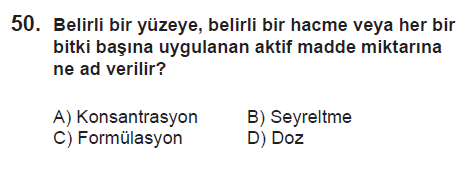 50. Belirli bir yüzeye, belirli bir hacme veya her bir
bitki başına uygulanan aktif madde miktarına
ne ad verilir?
A) Konsantrasyon B) Seyreltme
C) Formülasyon D) Doz